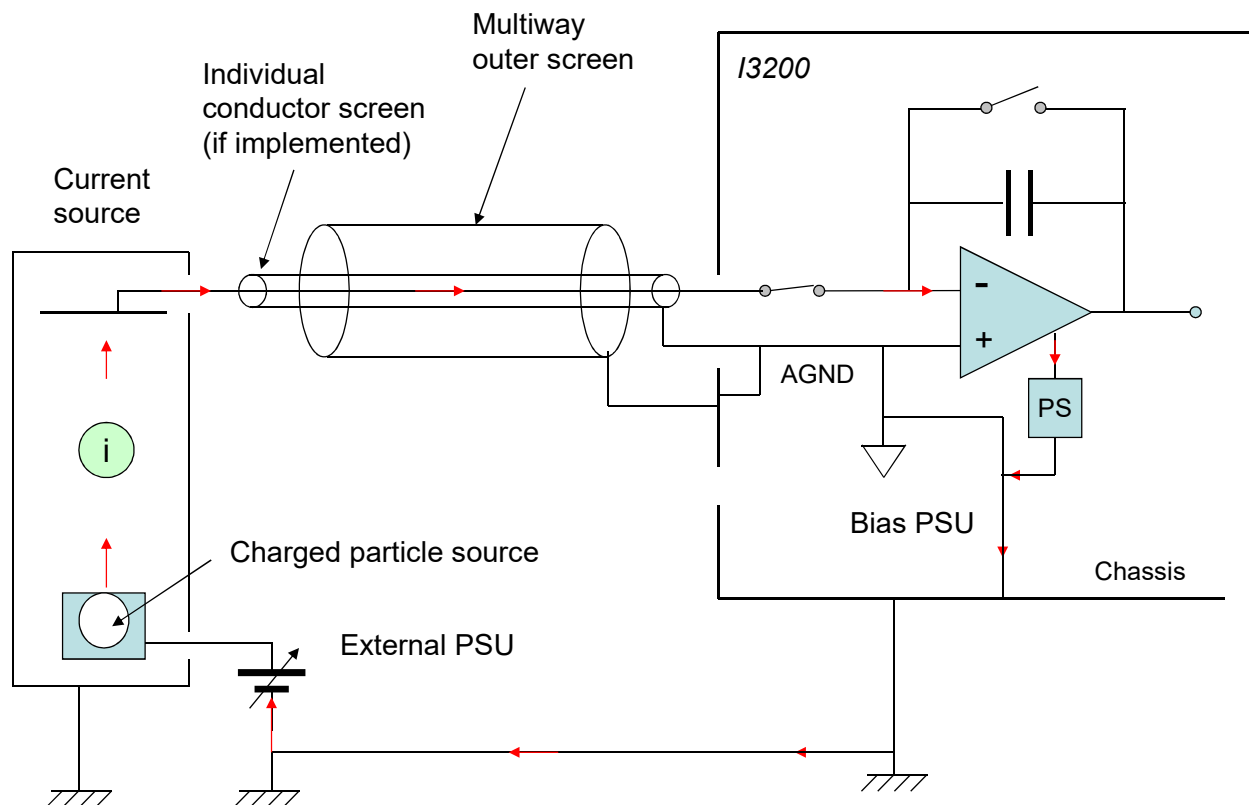 Multiway
outer screen
I3200
Individual
conductor screen
(if implemented)
Current
source
-
+
AGND
PS
i
Bias PSU
Charged particle source
Chassis
External PSU